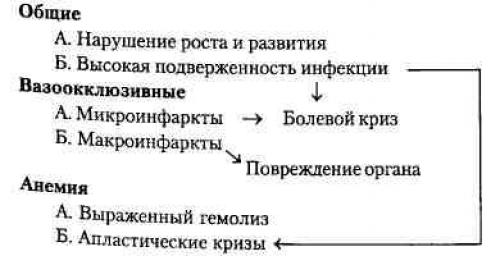 Общие
А. Нарушение роста и развития
Б. Высокая подверженность инфекции
Вазоокклюзивные
А. Микроинфаркты → Болевой криз
Б. Макроинфаркты
Повреждение органа
Анемия
А. Выраженный гемолиз
Б. Апластические кризы